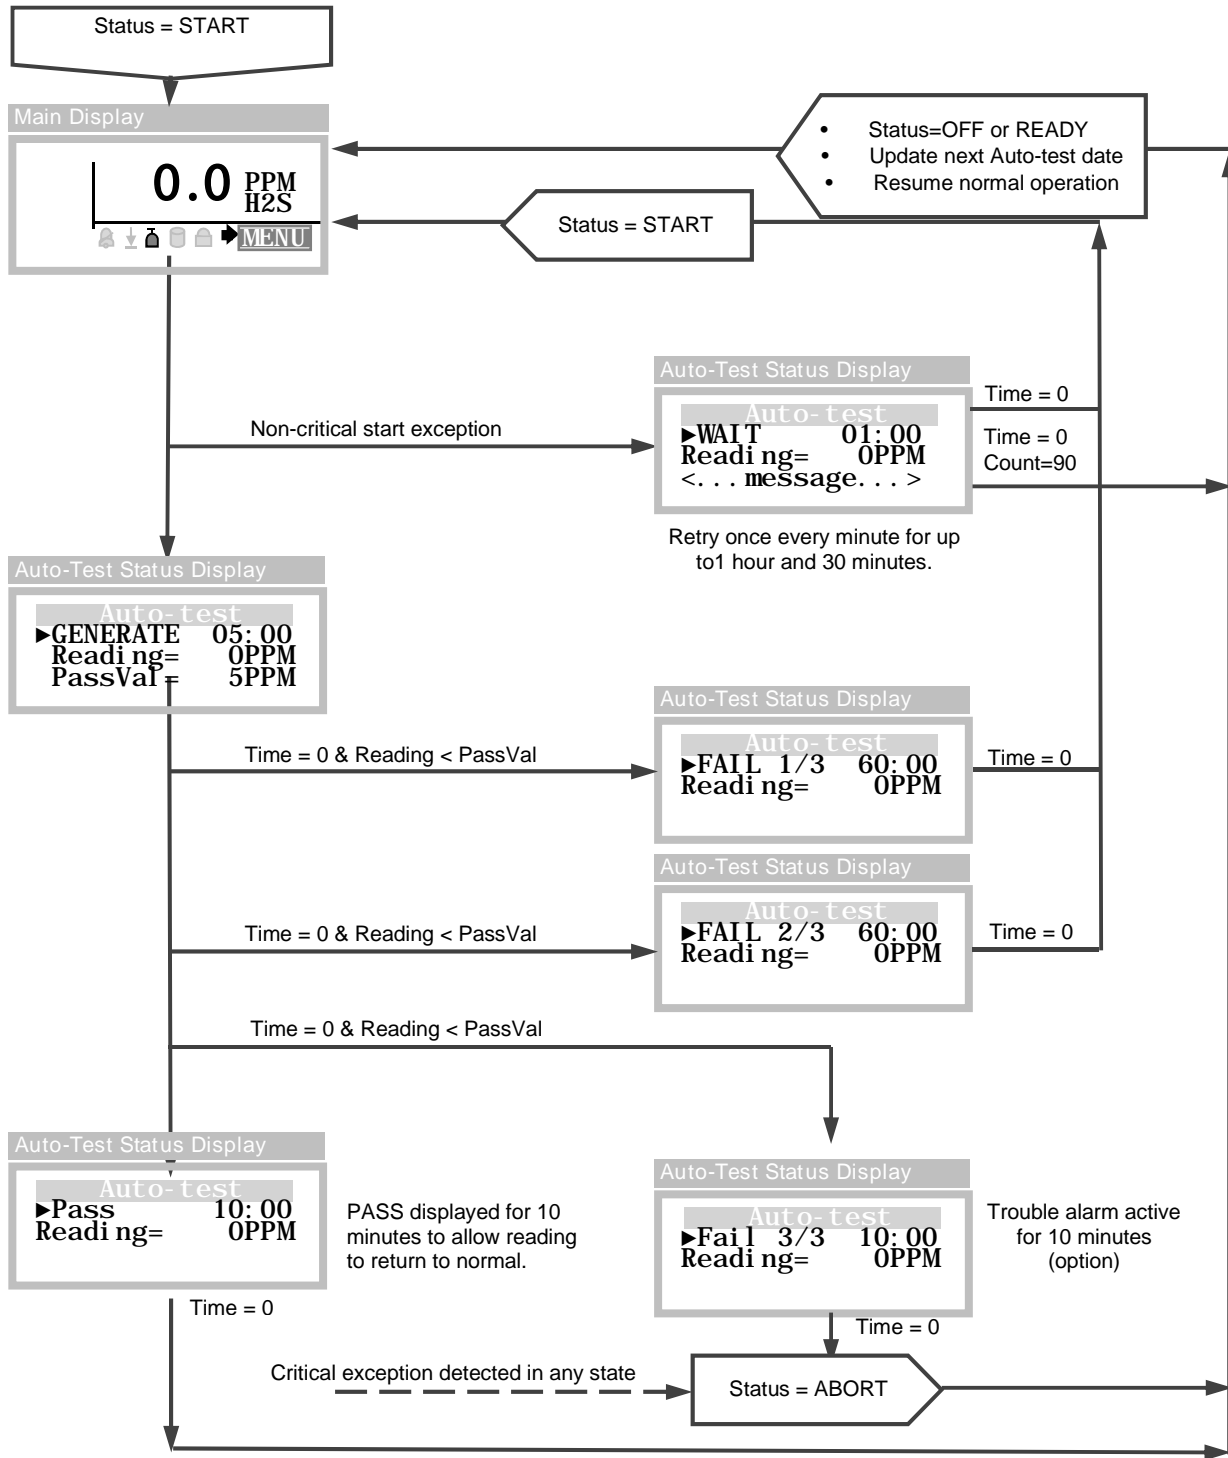 Status = START
Main Display
0.0 PPM
H2S
MENU
• Status=OFF or READY
• Update next Auto-test date
• Resume normal operation
Status = START
Auto-Test Status Display
Auto-test
►WAIT 01:00
Reading= 0PPM
<...message...>
Time = 0
Time = 0
Count=90
Non-critical start exception
Retry once every minute for up
to1 hour and 30 minutes.
Auto-Test Status Display
Auto-test
►GENERATE 05:00
Reading= 0PPM
PassVal= 5PPM
Time = 0 & Reading < PassVal
Auto-Test Status Display
Auto-test
►FAIL 1/3 60:00
Reading= 0PPM
Time = 0
Time = 0 & Reading < PassVal
Auto-Test Status Display
Auto-test
►FAIL 2/3 60:00
Reading= 0PPM
Time = 0
Time = 0 & Reading < PassVal
Auto-Test Status Display
Auto-test
►Pass 10:00
Reading= 0PPM
PASS displayed for 10
minutes to allow reading
to return to normal.
Time = 0
Auto-Test Status Display
Auto-test
►Fail 3/3 10:00
Reading= 0PPM
Trouble alarm active
for 10 minutes
(option)
Time = 0
Critical exception detected in any state
Status = ABORT